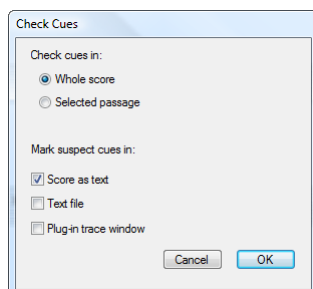 Check Cues
Check cues in:
Whole score
Selected passage
Mark suspect cues in:
Score as text
Text file
Plug-in trace window
Cancel OK